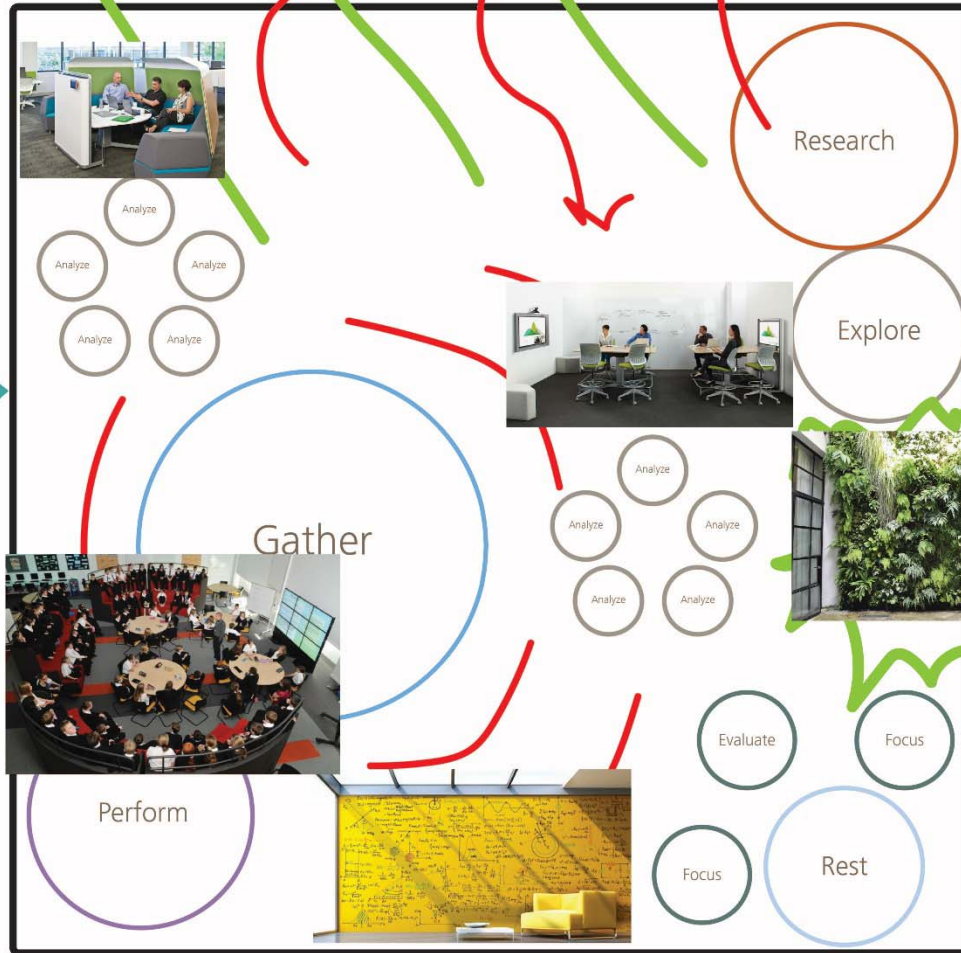 Research
Analyze
Analyze
Analyze
Explore
Analyze
Analyze
Analyze
Gather
Analyze
Analyze
Analyze
Analyze
Evaluate
Focus
Perform
Focus
Rest